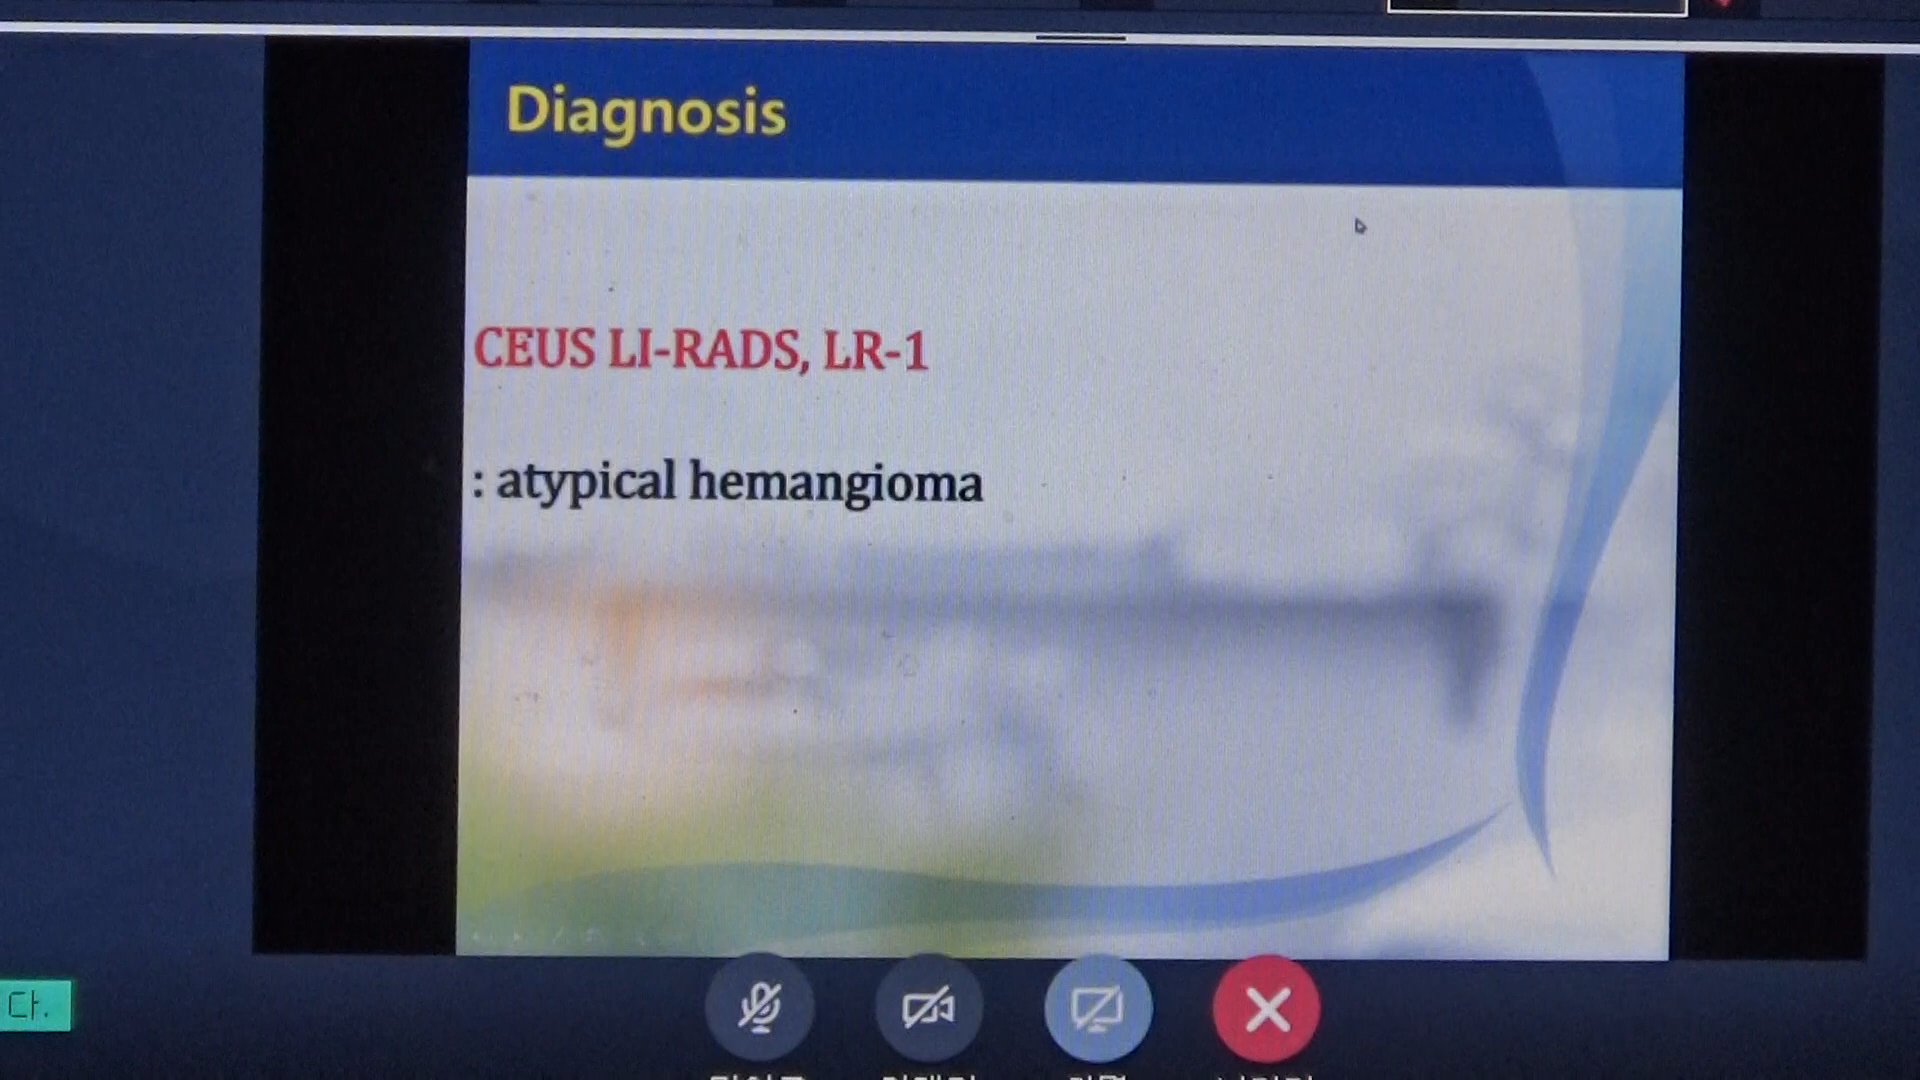 Diagnosis
CEUS LI-RADS, LR-1
: atypical hemangioma
다.